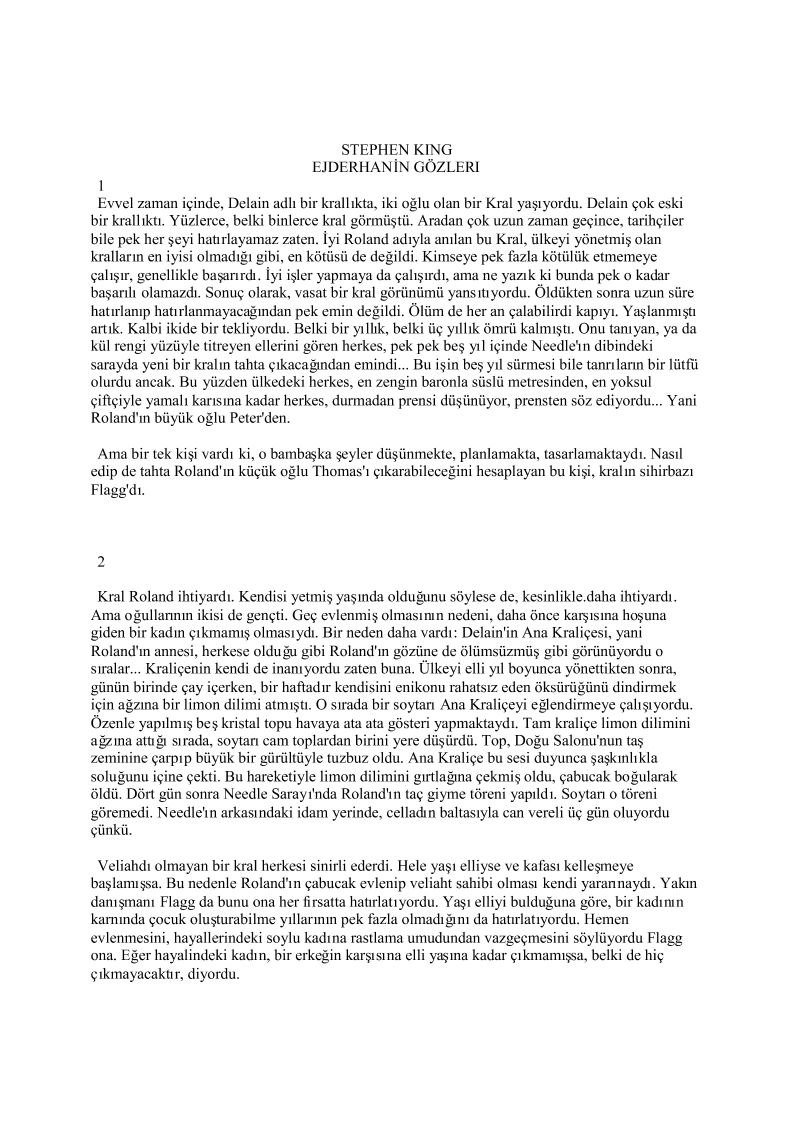 STEPHEN KING
EJDERHANİN GÖZLERI
1
Evvel zaman içinde, Delain adlı bir krallıkta, iki oğlu olan bir Kral yaşıyordu. Delain çok eski
bir krallıktı. Yüzlerce, belki binlerce kral görmüştü. Aradan çok uzun zaman geçince, tarihçiler
bile pek her şeyi hatırlayamaz zaten. İyi Roland adıyla anılan bu Kral, ülkeyi yönetmiş olan
kralların en iyisi olmadığı gibi, en kötüsü de değildi. Kimseye pek fazla kötülük etmemeye
çalışır, genellikle başarırdı. İyi işler yapmaya da çalışırdı, ama ne yazık ki bunda pek o kadar
başarılı olamazdı. Sonuç olarak, vasat bir kral görünümü yansıtıyordu. Öldükten sonra uzun süre
hatırlanıp hatırlanmayacağından pek emin değildi. Ölüm de her an çalabilirdi kapıyı. Yaşlanmıştı
artık. Kalbi ikide bir tekliyordu. Belki bir yıllık, belki üç yıllık ömrü kalmıştı. Onu tanıyan, ya da
kül rengi yüzüyle titreyen ellerini gören herkes, pek pek beş yıl içinde Needle'ın dibindeki
sarayda yeni bir kralın tahta çıkacağından emindi... Bu işin beş yıl sürmesi bile tanrıların bir lütfü
olurdu ancak. Bu yüzden ülkedeki herkes, en zengin baronla süslü metresinden, en yoksul
çiftçiyle yamalı karısına kadar herkes, durmadan prensi düşünüyor, prensten söz ediyordu... Yani
Roland'ın büyük oğlu Peter'den.
Ama bir tek kişi vardı ki, o bambaşka şeyler düşünmekte, planlamakta, tasarlamaktaydı. Nasıl
edip de tahta Roland'ın küçük oğlu Thomas'ı çıkarabileceğini hesaplayan bu kişi, kralın sihirbazı
Flagg'dı.
2
Kral Roland ihtiyardı. Kendisi yetmiş yaşında olduğunu söylese de, kesinlikle.daha ihtiyardı.
Ama oğullarının ikisi de gençti. Geç evlenmiş olmasının nedeni, daha önce karşısına hoşuna
giden bir kadın çıkmamış olmasıydı. Bir neden daha vardı: Delain'in Ana Kraliçesi, yani
Roland'ın annesi, herkese olduğu gibi Roland'ın gözüne de ölümsüzmüş gibi görünüyordu o
sıralar... Kraliçenin kendi de inanıyordu zaten buna. Ülkeyi elli yıl boyunca yönettikten sonra,
günün birinde çay içerken, bir haftadır kendisini enikonu rahatsız eden öksürüğünü dindirmek
için ağzına bir limon dilimi atmıştı. O sırada bir soytarı Ana Kraliçeyi eğlendirmeye çalışıyordu.
Özenle yapılmış beş kristal topu havaya ata ata gösteri yapmaktaydı. Tam kraliçe limon dilimini
ağzına attığı sırada, soytarı cam toplardan birini yere düşürdü. Top, Doğu Salonu'nun taş
zeminine çarpıp büyük bir gürültüyle tuzbuz oldu. Ana Kraliçe bu sesi duyunca şaşkınlıkla
soluğunu içine çekti. Bu hareketiyle limon dilimini gırtlağına çekmiş oldu, çabucak boğularak
öldü. Dört gün sonra Needle Sarayı'nda Roland'ın taç giyme töreni yapıldı. Soytarı o töreni
göremedi. Needle'ın arkasındaki idam yerinde, celladın baltasıyla can vereli üç gün oluyordu
çünkü.
Veliahdı olmayan bir kral herkesi sinirli ederdi. Hele yaşı elliyse ve kafası kelleşmeye
başlamışsa. Bu nedenle Roland'ın çabucak evlenip veliaht sahibi olması kendi yararınaydı. Yakın
danışmanı Flagg da bunu ona her fırsatta hatırlatıyordu. Yaşı elliyi bulduğuna göre, bir kadının
karnında çocuk oluşturabilme yıllarının pek fazla olmadığını da hatırlatıyordu. Hemen
evlenmesini, hayallerindeki soylu kadına rastlama umudundan vazgeçmesini söylüyordu Flagg
ona. Eğer hayalindeki kadın, bir erkeğin karşısına elli yaşına kadar çıkmamışsa, belki de hiç
çıkmayacaktır, diyordu.